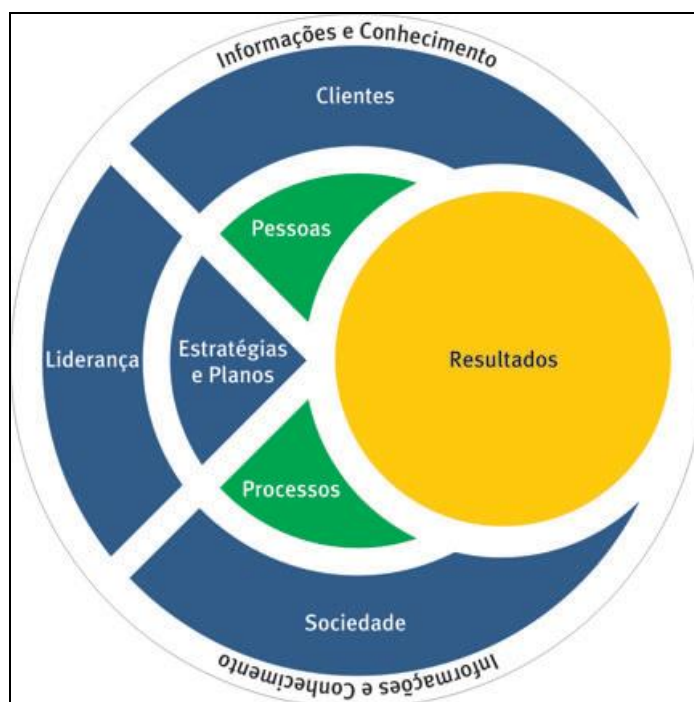 Informações e Conhecimento
Clientes
Pessoas
Liderança
Estratégias
e Planos
Resultados
Processos
Sociedade
Informações e Conhecimento